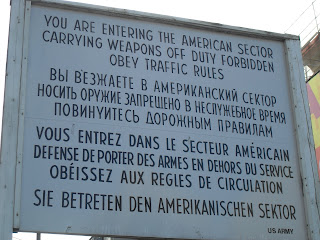 YOU ARE ENTERING THE AMERICAN SECTOR
CARRYING WEAPONS OFF DUTY FORBIDDEN
OBEY TRAFFIC RULES
ВЫ ВЕЗЖАЕТЕ В АМЕРИКАНСКИЙ СЕКТОР
НОСИТЬ ОРУЖИЕ ЗАПРЕЩЕНО В НЕСЛУЖЕБНОЕ ВРЕМЯ
ПОВИНУЙТЕСЬ ДОРОЖНЫМ ПРАВИЛАМ
VOUS ENTREZ DANS LE SECTEUR AMÉRICAIN
DEFENSE DE PORTER DES ARMES EN DEHORS DU SERVICE
OBÉISSEZ AUX REGLES DE CIRCULATION
SIE BETRETEN DEN AMERIKANISCHEN SEKTOR
US ARMY